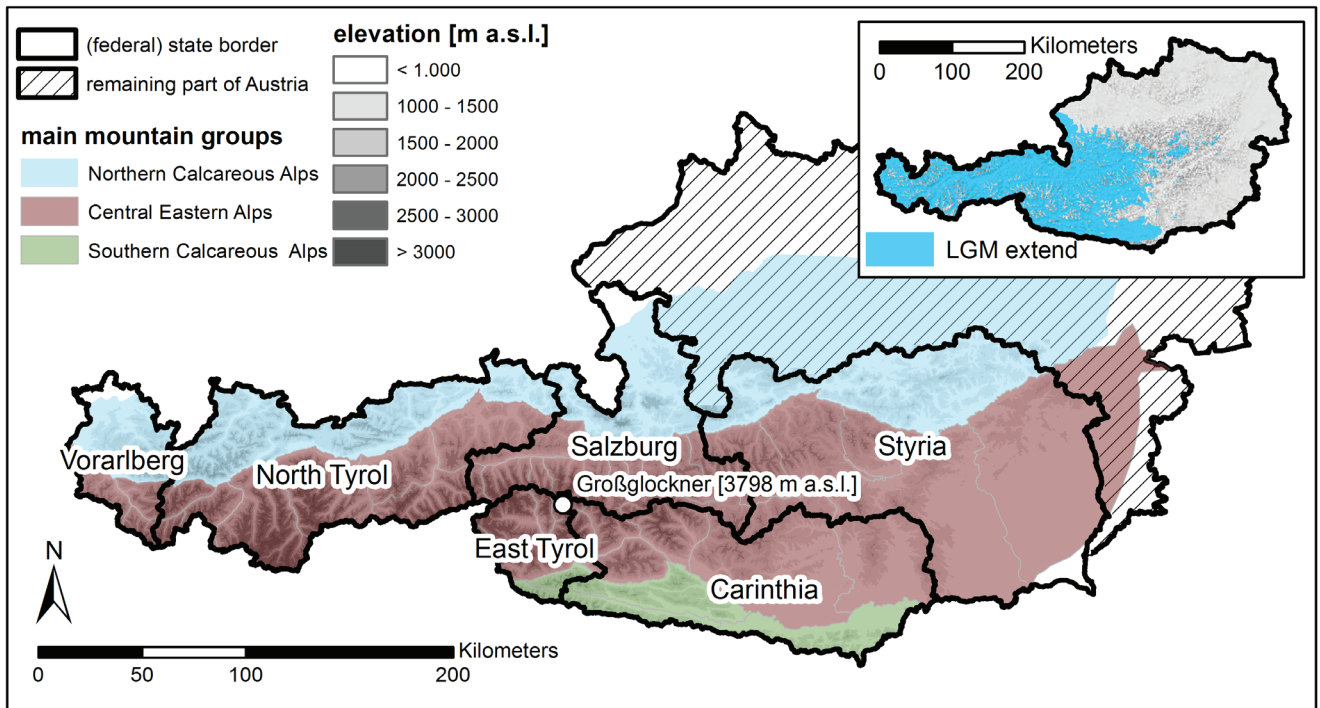 (federal) state border
remaining part of Austria
main mountain groups
Northern Calcareous Alps
Central Eastern Alps
Southern Calcareous Alps
elevation [m a.s.l.]
< 1.000
1000 - 1500
1500 - 2000
2000 - 2500
2500 - 3000
> 3000
Kilometers
0 100 200
LGM extend
Vorarlberg
North Tyrol
Salzburg
Styria
Großglockner [3798 m a.s.l.]
East Tyrol
Carinthia
N
Kilometers
0 50 100 200